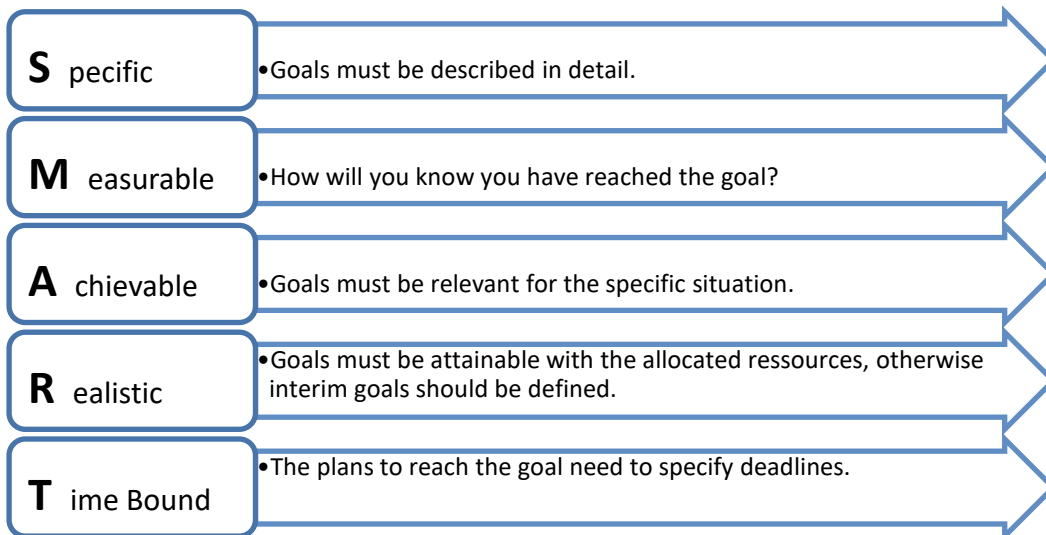 S pecific
•Goals must be described in detail.
M easurable
•How will you know you have reached the goal?
A chievable
•Goals must be relevant for the specific situation.
R ealistic
•Goals must be attainable with the allocated ressources, otherwise
interim goals should be defined.
T ime Bound
•The plans to reach the goal need to specify deadlines.